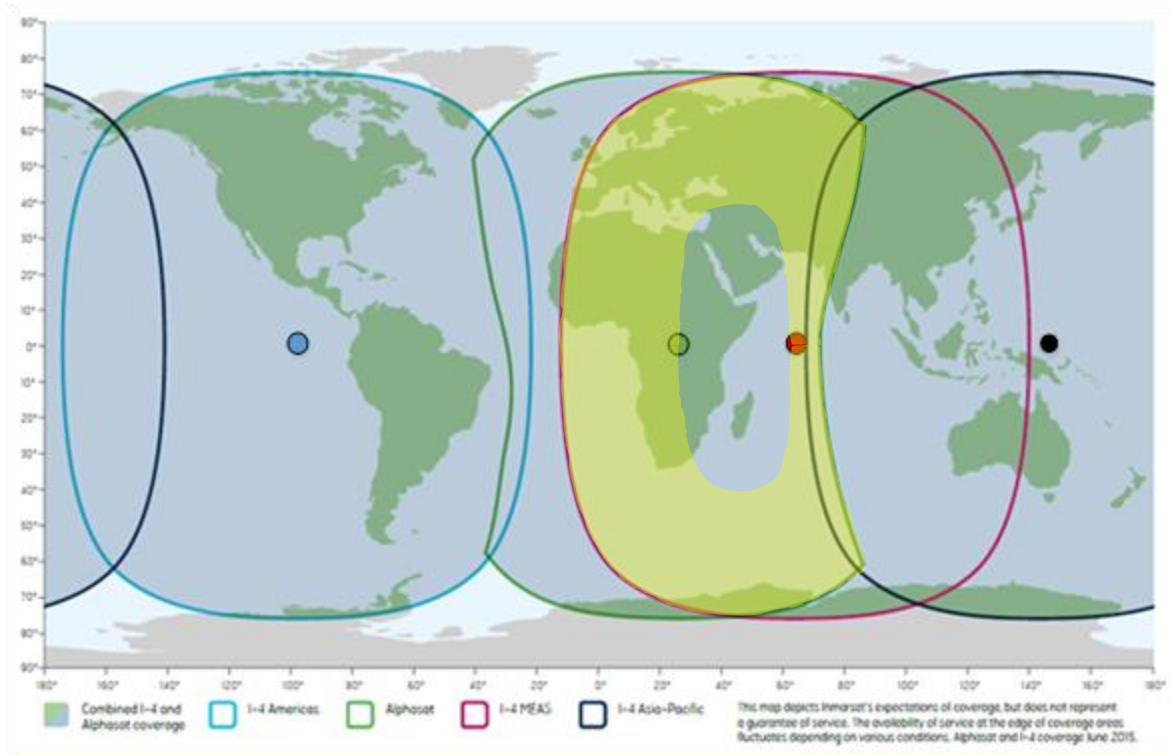 90°
80°
70°
60°
50°
40°
30°
20°
10°
0°
10°
20°
30°
40°
50°
60°
70°
80°
90°
180° 160° 140° 120° 100° 80° 60° 40° 20° 0° 20° 40° 60° 80° 100° 120° 140° 160° 180°
Combined I-4 and
Alphasat coverage
I-4 Americas
Alphasat
I-4 MEAS
I-4 Asia-Pacific
This map depicts Inmarsat's expectations of coverage, but does not represent
a guarantee of service. The availability of service at the edge of coverage areas
fluctuates depending on various conditions. Alphasat and I-4 coverage June 2015.